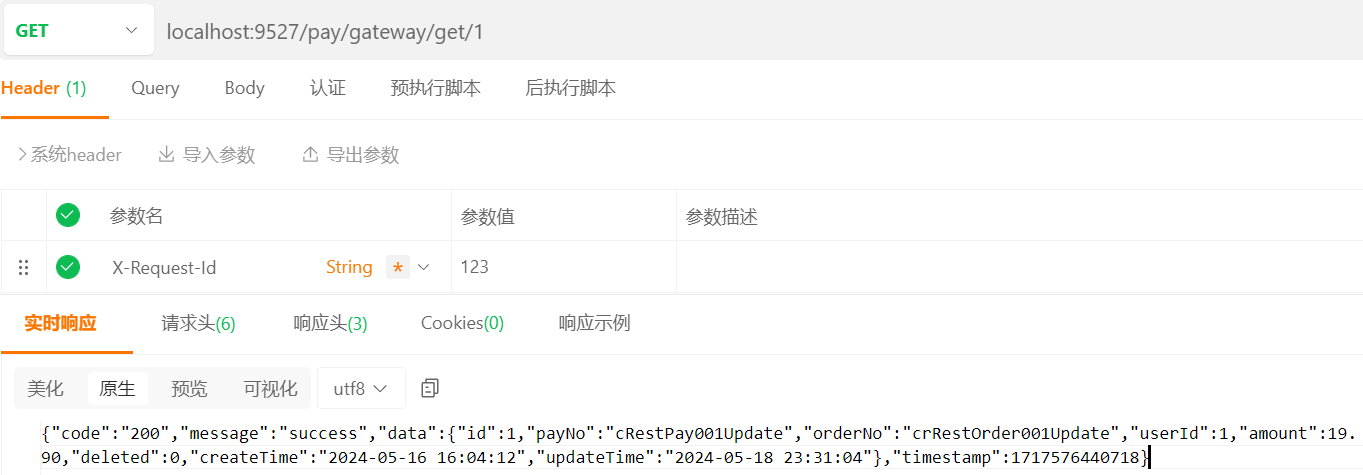 GET localhost:9527/pay/gateway/get/1
Header (1) Query Body 认证 预执行脚本 后执行脚本
系统header 导入参数 导出参数
参数名 参数值 参数描述
X-Request-Id String * 123
实时响应 请求头(6) 响应头(3) Cookies(0) 响应示例
美化 原生 预览 可视化 utf8
{"code":"200","message":"success","data":{"id":1,"payNo":"cRestPay001Update","orderNo":"crRestOrder001Update","userId":1,"amount":19.
90,"deleted":0,"createTime":"2024-05-16 16:04:12","updateTime":"2024-05-18 23:31:04"},"timestamp":1717576440718}